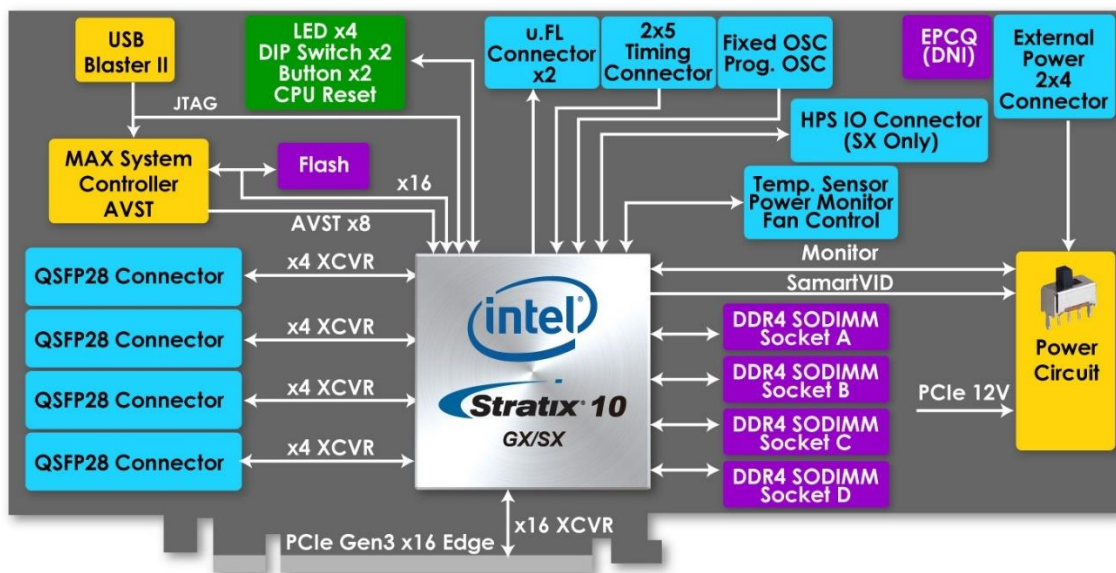 USB
Blaster II
LED x4
DIP Switch x2
Button x2
CPU Reset
u.FL
Connector
x2
2x5
Timing
Connector
Fixed OSC
Prog. OSC
EPCQ
(DNI)
External
Power
2x4
Connector
JTAG
HPS IO Connector
(SX Only)
MAX System
Controller
AVST
Flash
x16
AVST x8
Temp. Sensor
Power Monitor
Fan Control
Monitor
SamartVID
QSFP28 Connector
x4 XCVR
QSFP28 Connector
x4 XCVR
QSFP28 Connector
x4 XCVR
QSFP28 Connector
x4 XCVR
intel®
Stratix® 10
GX/SX
DDR4 SODIMM
Socket A
DDR4 SODIMM
Socket B
DDR4 SODIMM
Socket C
DDR4 SODIMM
Socket D
Power
Circuit
PCIe 12V
x16 XCVR
PCIe Gen3 x16 Edge